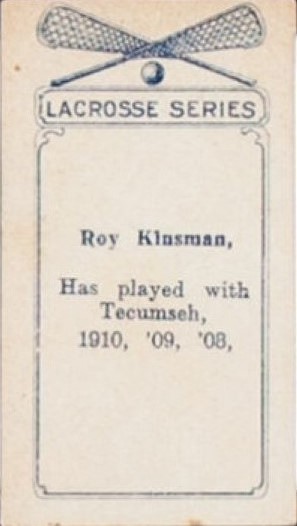 LACROSSE SERIES
Roy Kinsman,
Has played with
Tecumseh,
1910, '09, '08,